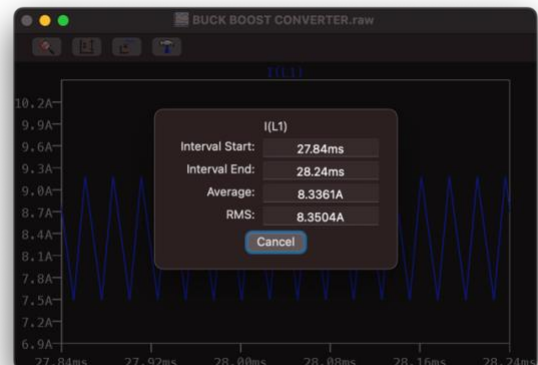 BUCK BOOST CONVERTER.raw
I(L1)
10.2A
9.9A
9.6A
9.3A
9.0A
8.7A
8.4A
8.1A
7.8A
7.5A
7.2A
6.9A
I(L1)
Interval Start: 27.84ms
Interval End: 28.24ms
Average: 8.3361A
RMS: 8.3504A
Cancel
27.84ms 27.92ms 28.00ms 28.08ms 28.16ms 28.24ms